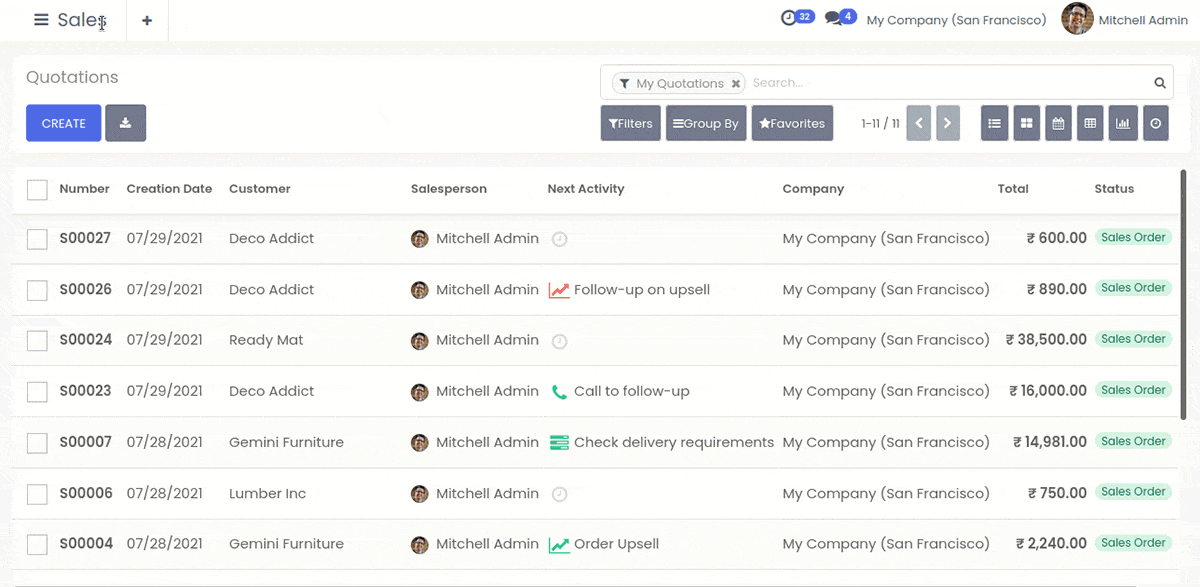 Sales +
32 4 My Company (San Francisco) Mitchell Admin
Quotations
My Quotations × Search...
CREATE Filters Group By Favorites 1-11 / 11
Number Creation Date Customer Salesperson Next Activity Company Total Status
S00027 07/29/2021 Deco Addict Mitchell Admin My Company (San Francisco) ₹ 600.00 Sales Order
S00026 07/29/2021 Deco Addict Mitchell Admin Follow-up on upsell My Company (San Francisco) ₹ 890.00 Sales Order
S00024 07/29/2021 Ready Mat Mitchell Admin My Company (San Francisco) ₹ 38,500.00 Sales Order
S00023 07/29/2021 Deco Addict Mitchell Admin Call to follow-up My Company (San Francisco) ₹ 16,000.00 Sales Order
S00007 07/28/2021 Gemini Furniture Mitchell Admin Check delivery requirements My Company (San Francisco) ₹ 14,981.00 Sales Order
S00006 07/28/2021 Lumber Inc Mitchell Admin My Company (San Francisco) ₹ 750.00 Sales Order
S00004 07/28/2021 Gemini Furniture Mitchell Admin Order Upsell My Company (San Francisco) ₹ 2,240.00 Sales Order